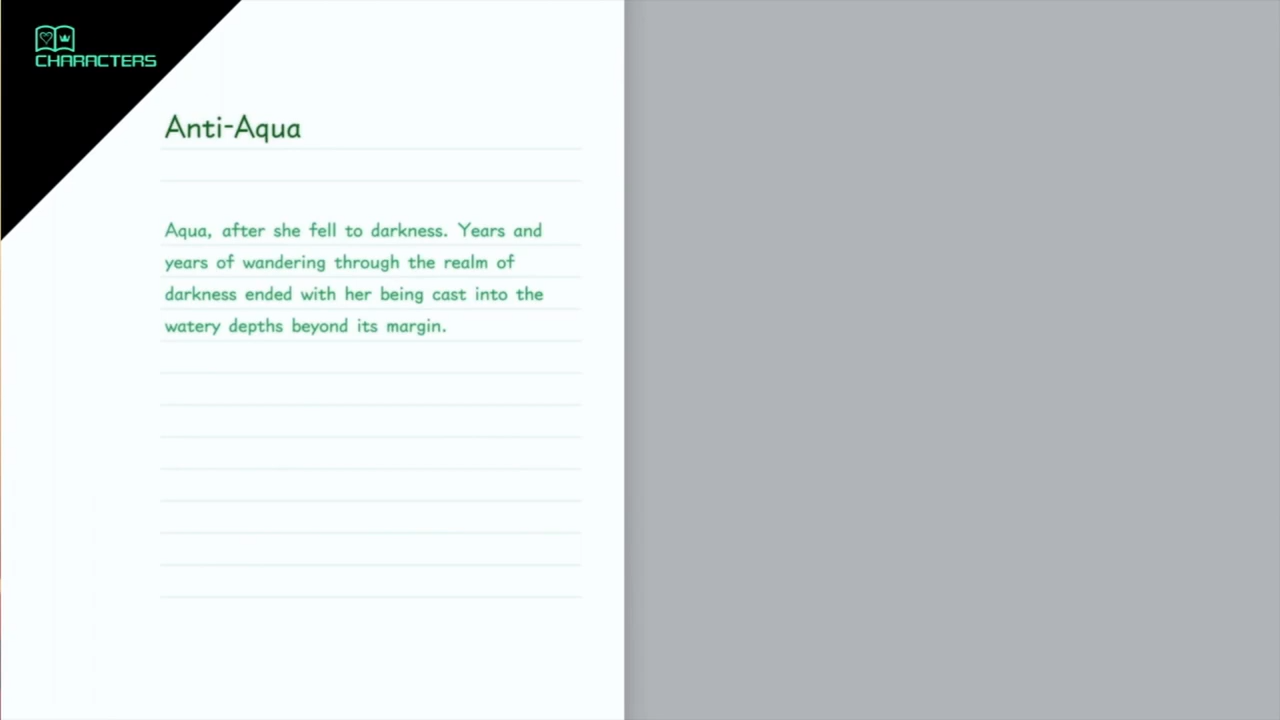 CHARACTERS
Anti-Aqua
Aqua, after she fell to darkness. Years and
years of wandering through the realm of
darkness ended with her being cast into the
watery depths beyond its margin.